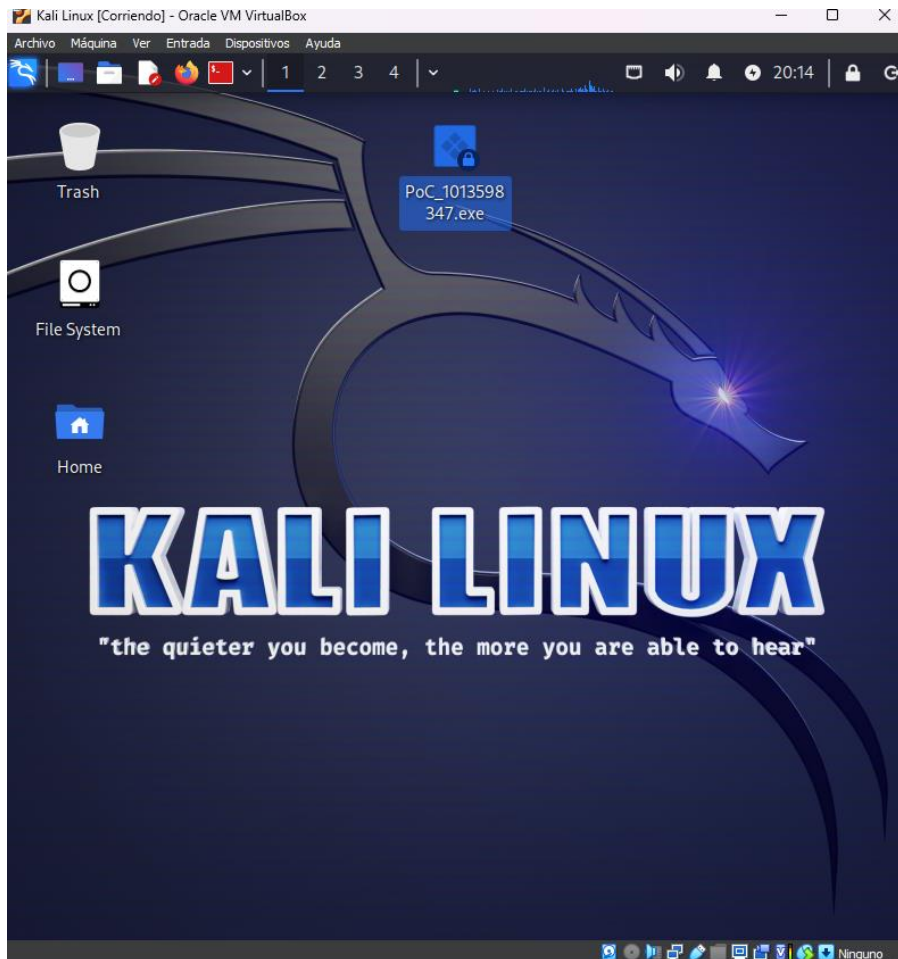 Kali Linux [Corriendo] - Oracle VM VirtualBox
Archivo Máquina Ver Entrada Dispositivos Ayuda
1 2 3 4 20:14
Trash
PoC_1013598
347.exe
File System
Home
KALI LINUX
"the quieter you become, the more you are able to hear"
Ninguno